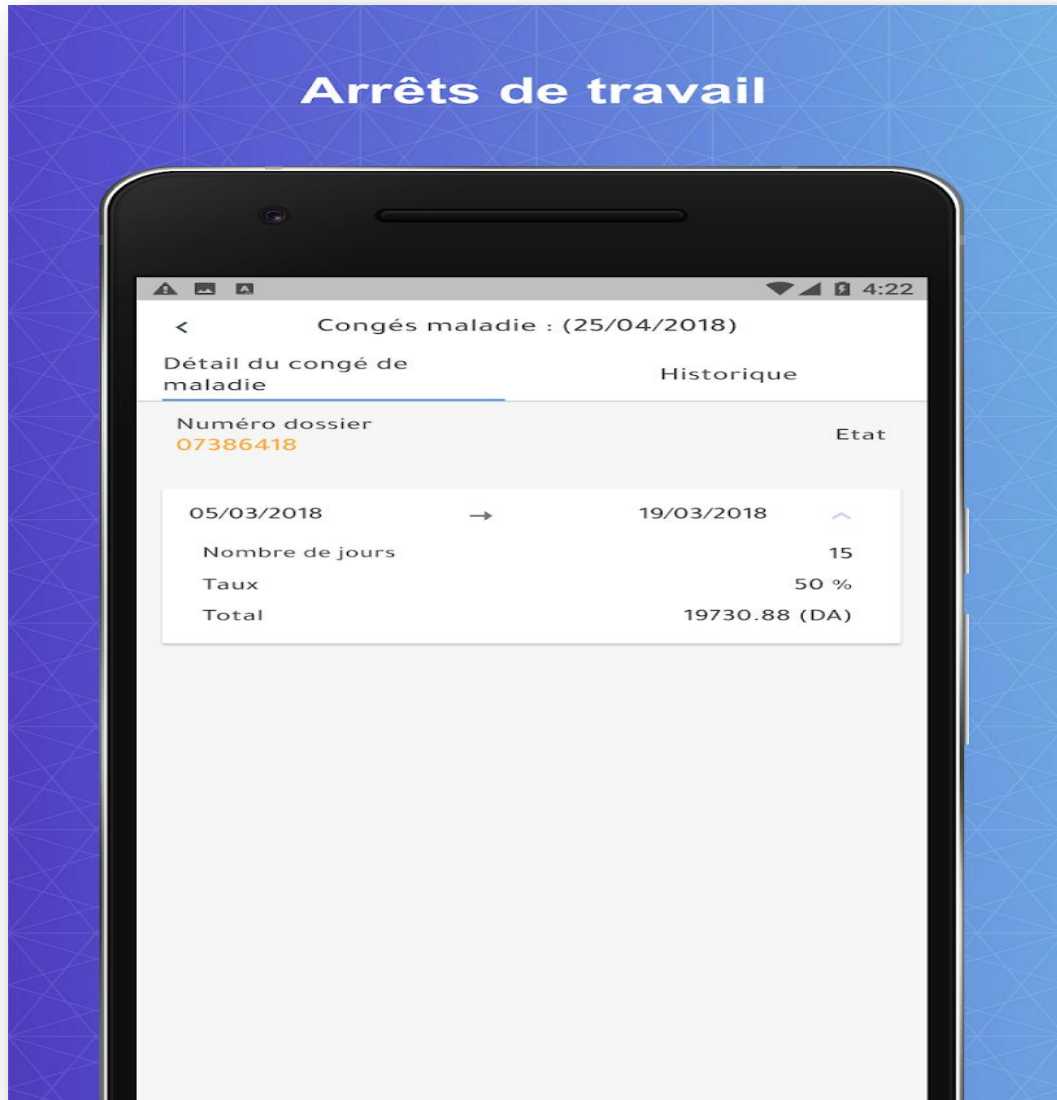 Arrêts de travail
4:22
< Congés maladie : (25/04/2018)
Détail du congé de
maladie
Historique
Numéro dossier
07386418
Etat
05/03/2018 → 19/03/2018
Nombre de jours 15
Taux 50 %
Total 19730.88 (DA)